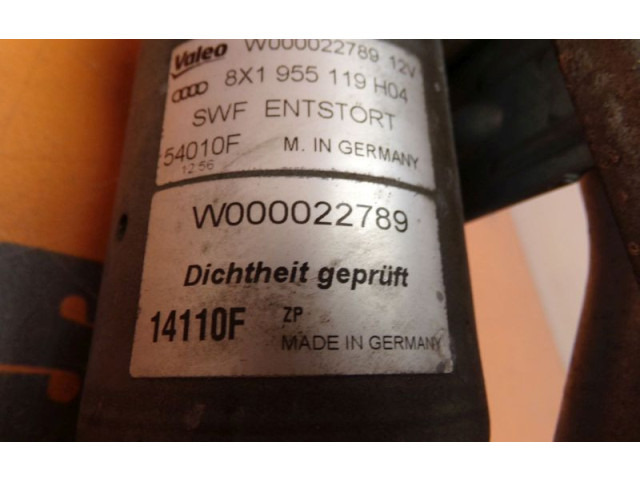 Valeo W000022789 12V
8X1 955 119 H04
SWF ENTSTÖRT
54010F M. IN GERMANY
12:56
W000022789
Dichtheit geprüft
14110F ZP
MADE IN GERMANY